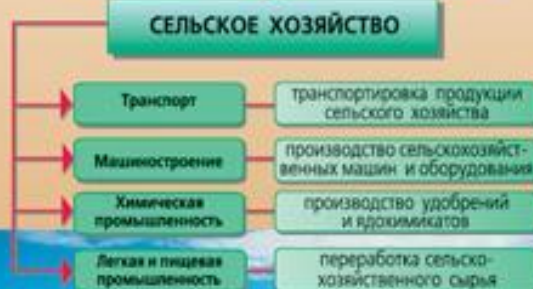 СЕЛЬСКОЕ ХОЗЯЙСТВО
Транспорт
транспортировка продукции
сельского хозяйства
Машиностроение
производство сельскохозяйст-
венных машин и оборудования
Химическая
промышленность
производство удобрений
и ядохимикатов
Легкая и пищевая
промышленность
переработка сельско-
хозяйственного сырья